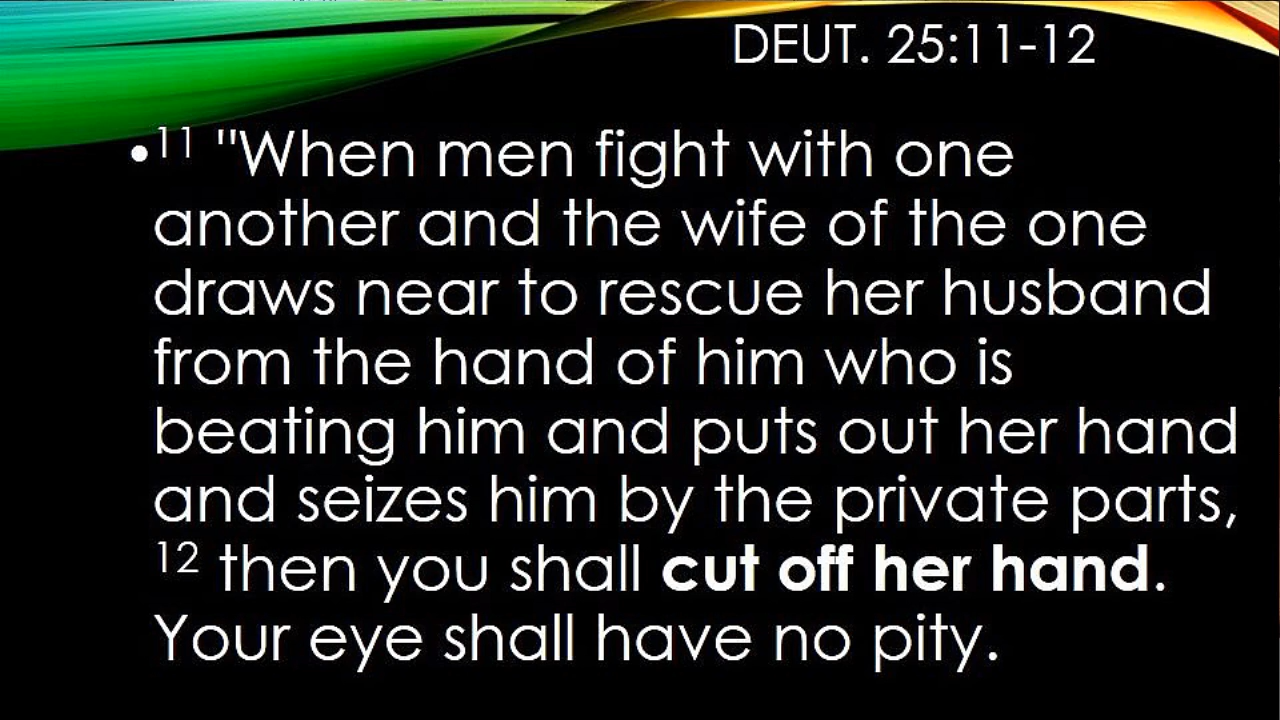 DEUT. 25:11-12
•11 "When men fight with one
another and the wife of the one
draws near to rescue her husband
from the hand of him who is
beating him and puts out her hand
and seizes him by the private parts,
12 then you shall cut off her hand.
Your eye shall have no pity.